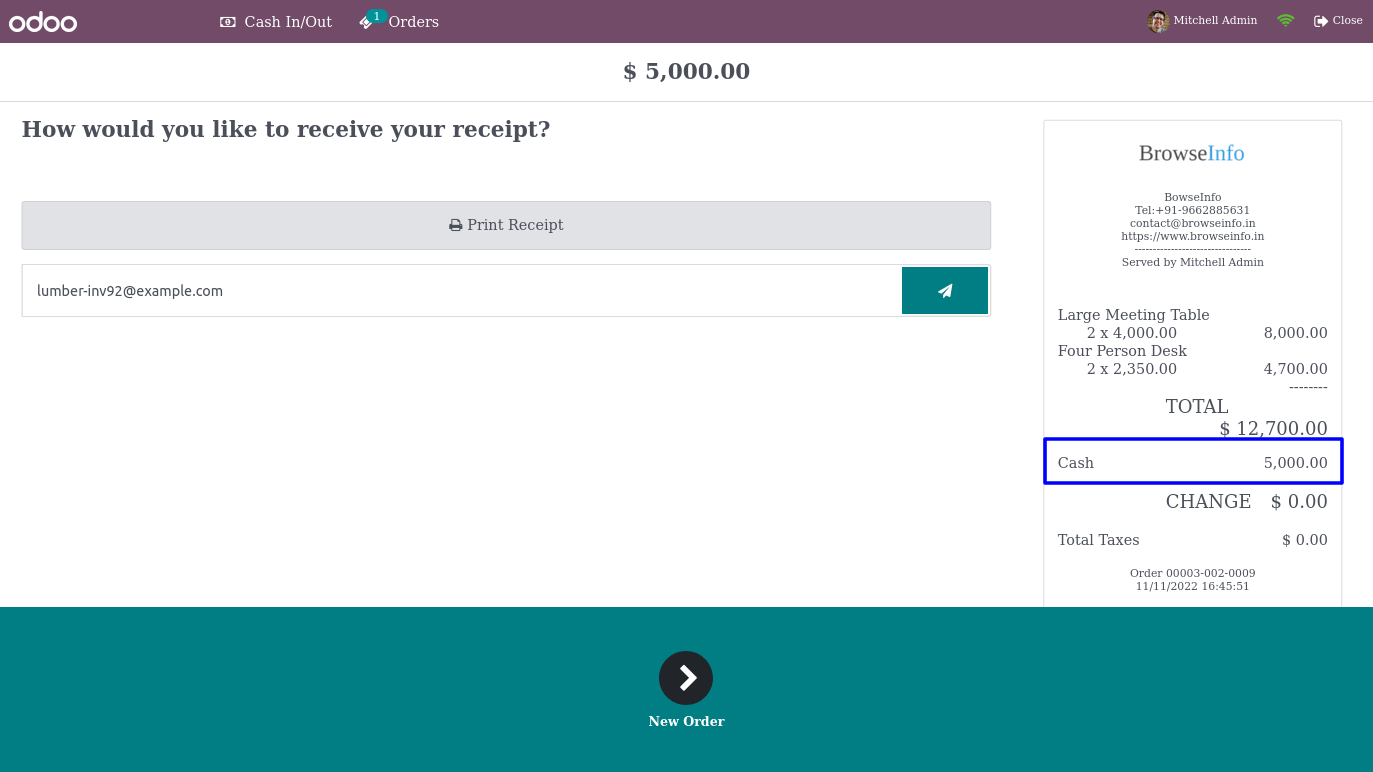 odoo
Cash In/Out
1
Orders
Mitchell Admin
Close
$ 5,000.00
How would you like to receive your receipt?
Print Receipt
lumber-inv92@example.com
BrowseInfo
BowseInfo
Tel:+91-9662885631
contact@browseinfo.in
https://www.browseinfo.in
--------------------------------
Served by Mitchell Admin
Large Meeting Table
2 x 4,000.00 8,000.00
Four Person Desk
2 x 2,350.00 4,700.00
--------
TOTAL
$ 12,700.00
Cash 5,000.00
CHANGE $ 0.00
Total Taxes $ 0.00
Order 00003-002-0009
11/11/2022 16:45:51
New Order